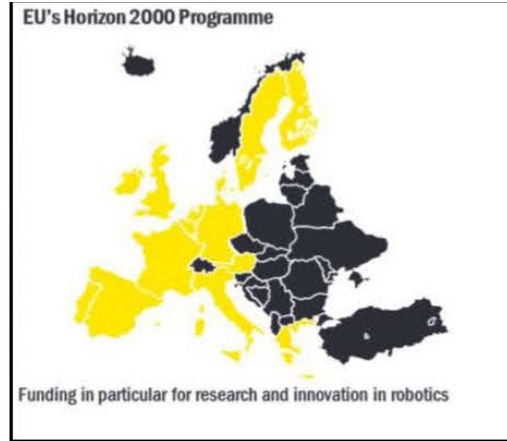 EU's Horizon 2000 Programme
Funding in particular for research and innovation in robotics